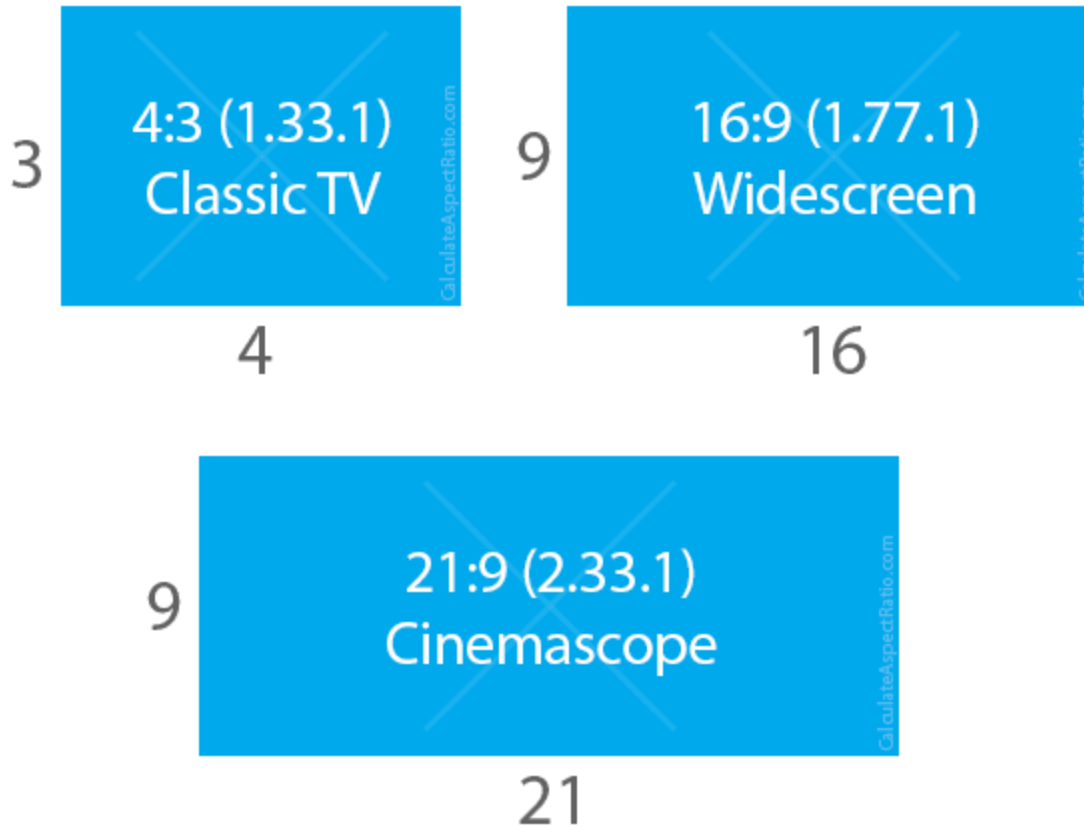 4:3 (1.33.1)
Classic TV
CalculateAspectRatio.com
3
4
16:9 (1.77.1)
Widescreen
9
16
21:9 (2.33.1)
Cinemascope
CalculateAspectRatio.com
9
21